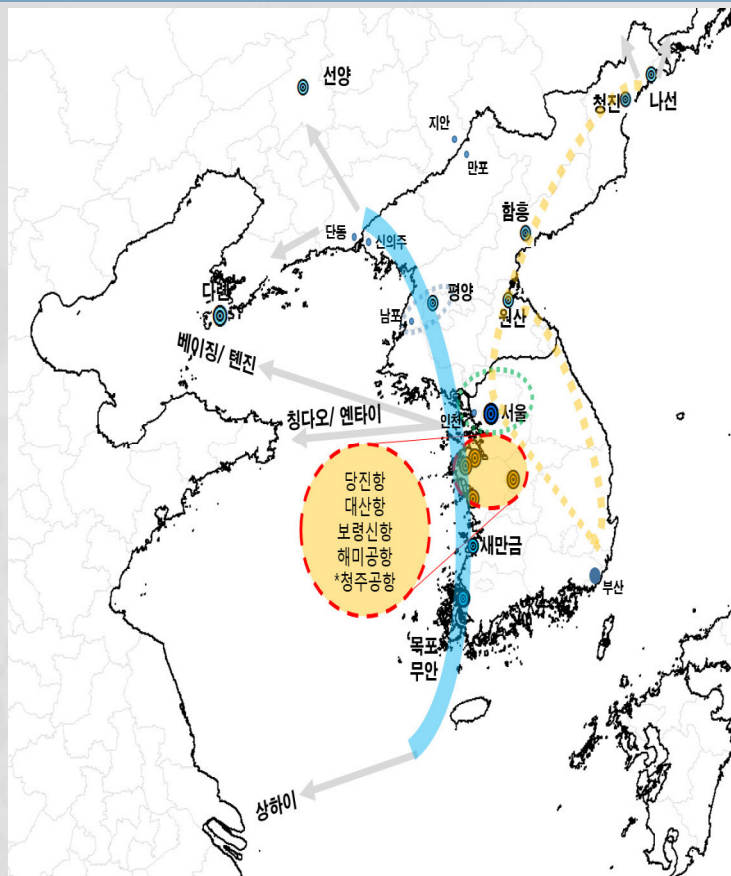 선양
청진
나선
지안
만포
함흥
단동
신의주
다롄
평양
남포
원산
베이징/ 톈진
칭다오/ 옌타이
인천
서울
당진항
대산항
보령신항
해미공항
*청주공항
새만금
부산
목포
무안
상하이